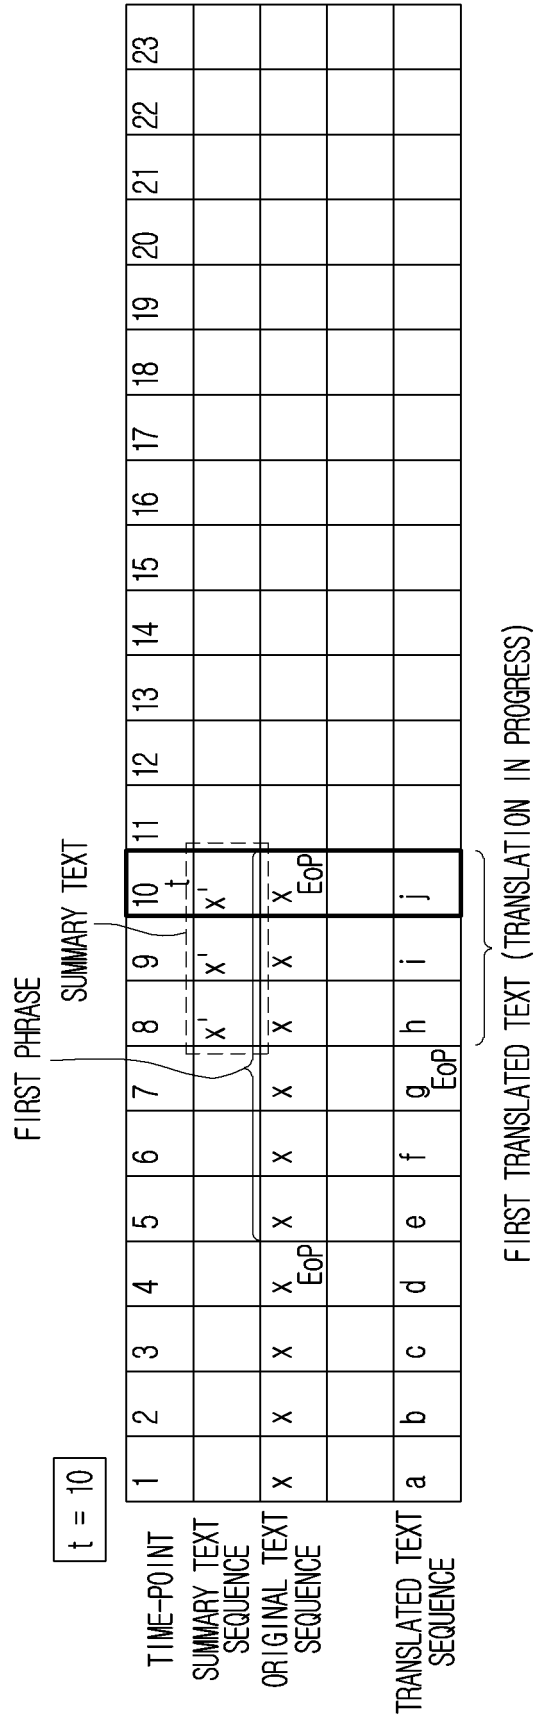 t = 10
FIRST PHRASE
SUMMARY TEXT
TIME-POINT 1 2 3 4 5 6 7 8 9 10 11 12 13 14 15 16 17 18 19 20 21 22 23
t
SUMMARY TEXT
SEQUENCE
x' x' x'
ORIGINAL TEXT
SEQUENCE
x x x x x x x x x x
EoP EoP
TRANSLATED TEXT
SEQUENCE
a b c d e f g h i j
EoP
FIRST TRANSLATED TEXT (TRANSLATION IN PROGRESS)